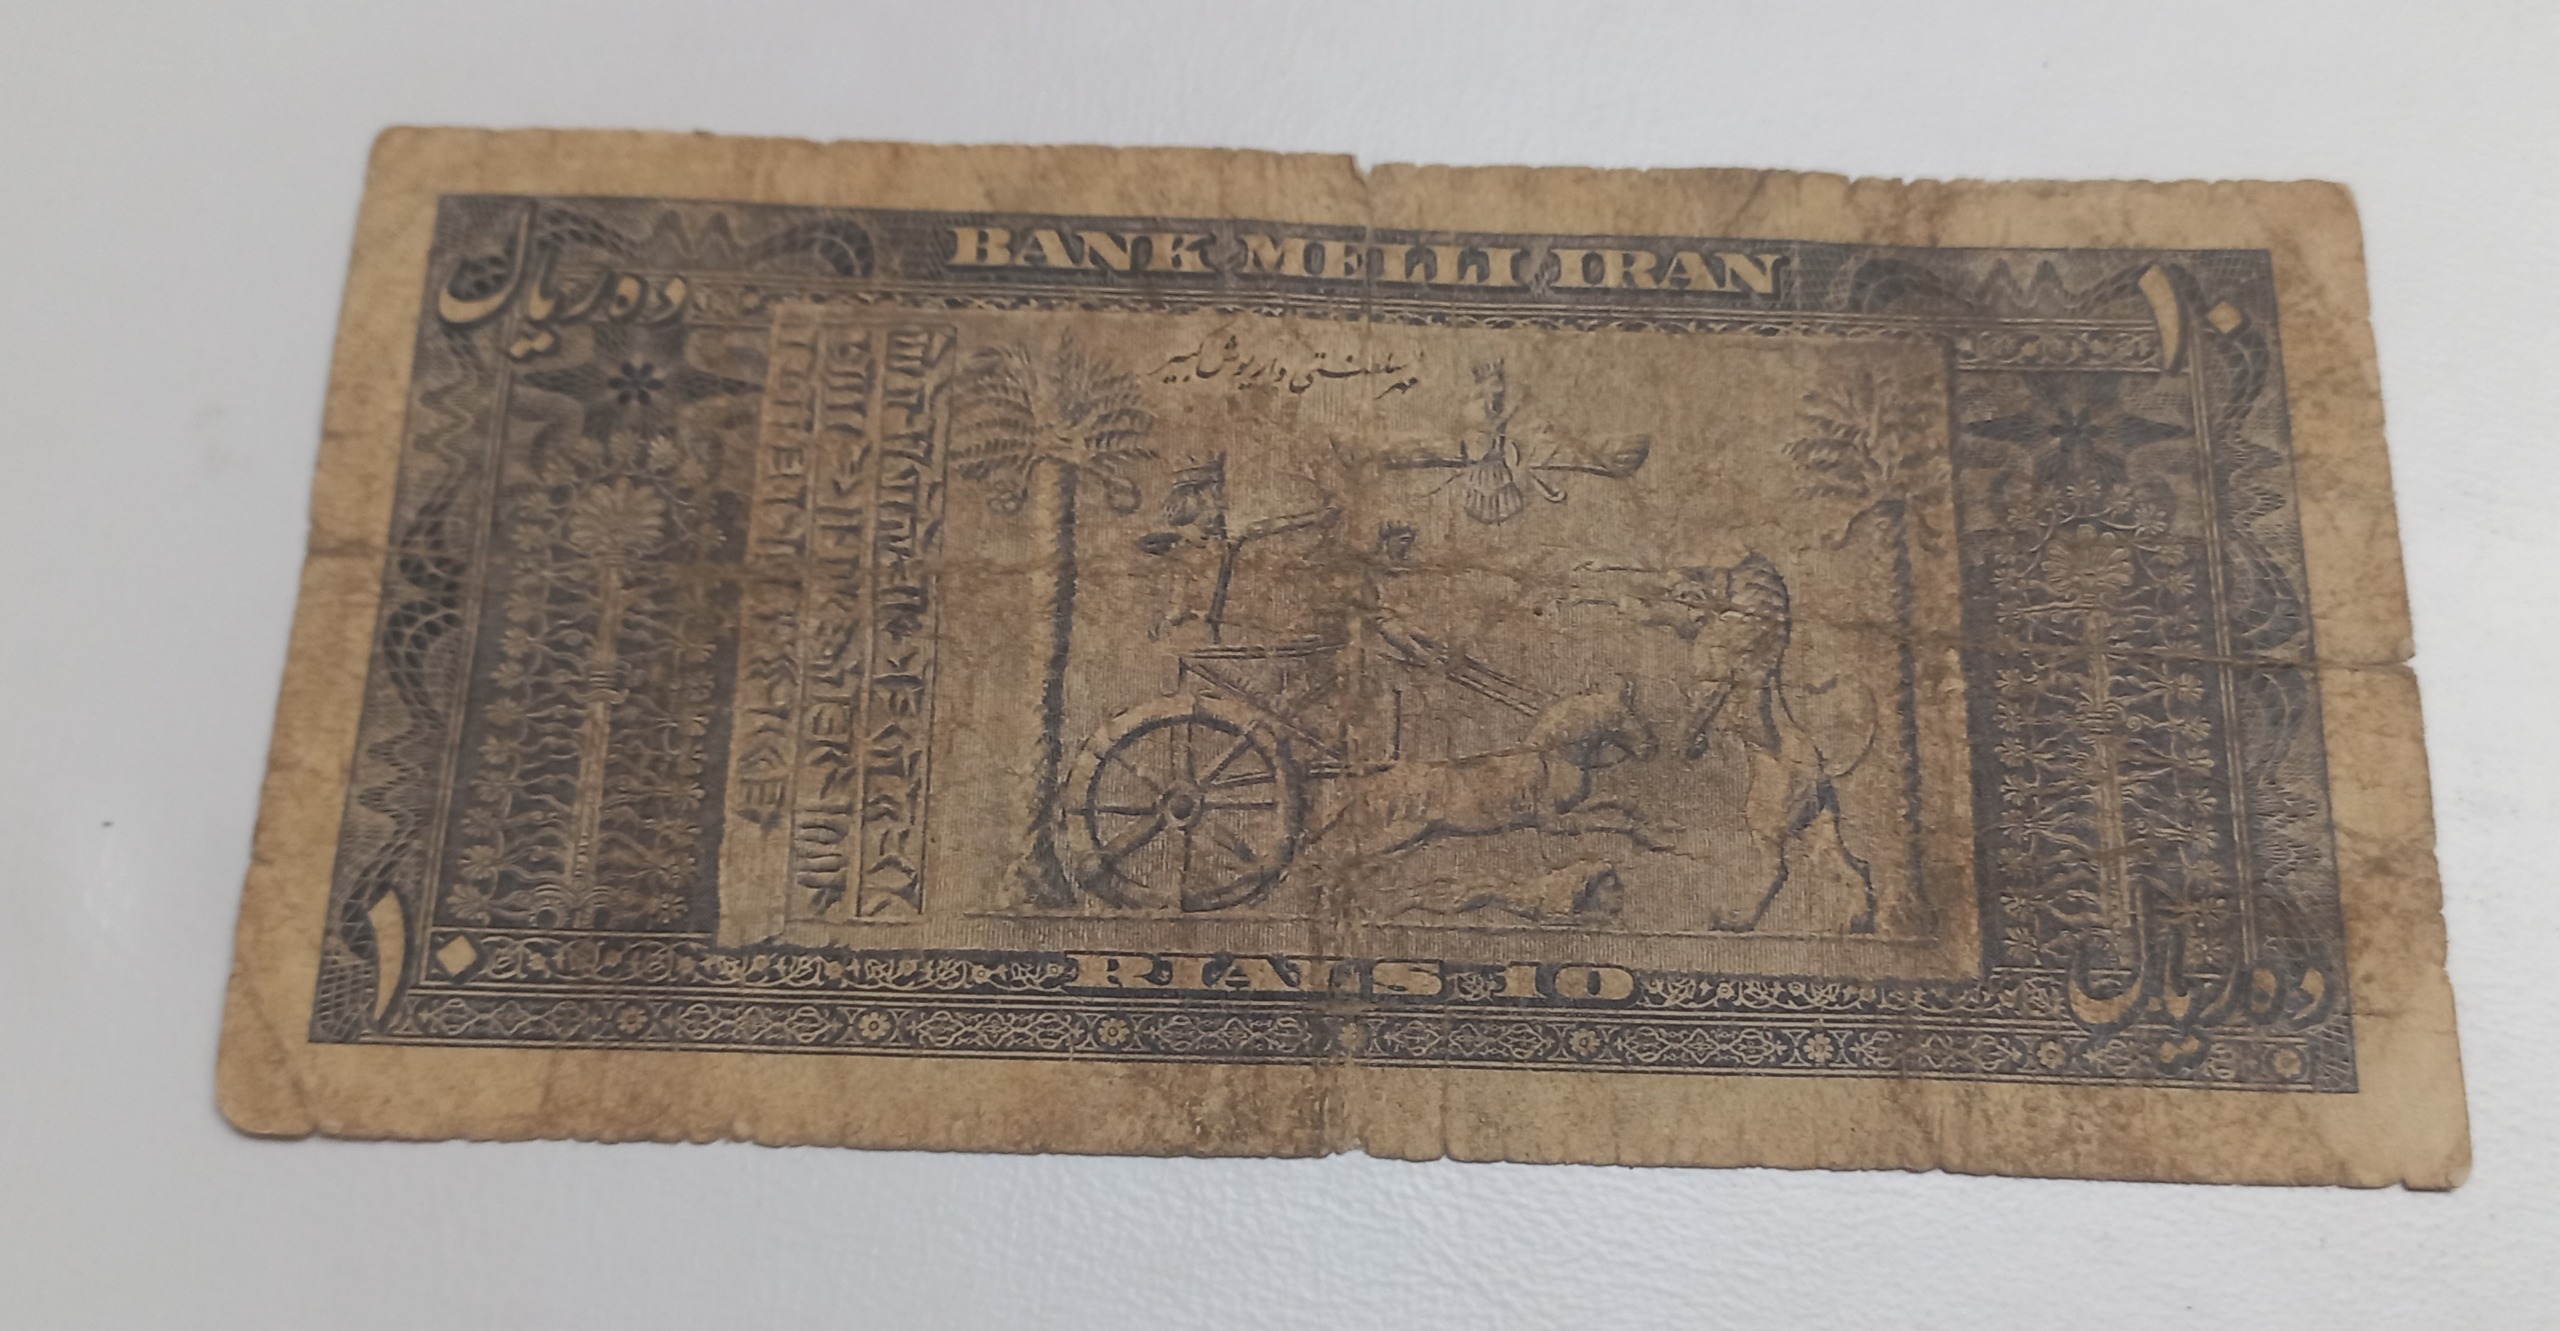 BANK MELLI IRAN
ده ریال
۱۰
مهر سلطنتی داریوش کبیر
۱۰
RIALS 10
ده ریال